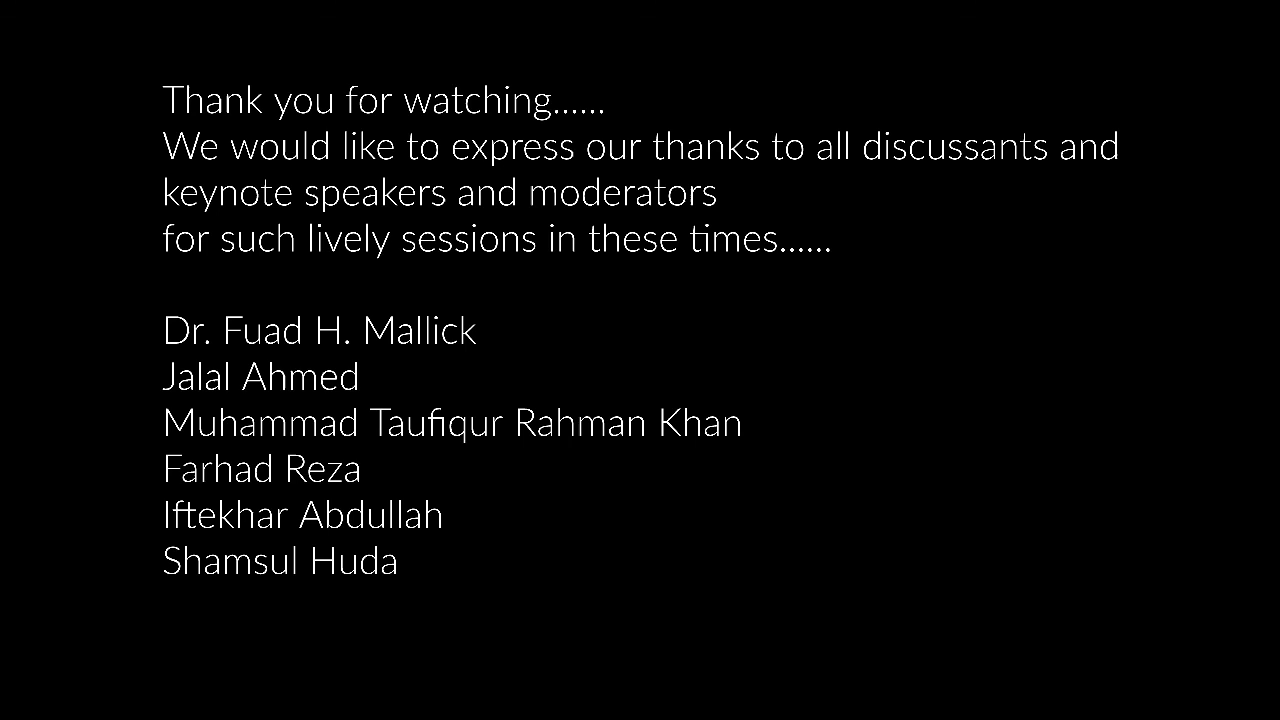 Thank you for watching......
We would like to express our thanks to all discussants and
keynote speakers and moderators
for such lively sessions in these times......
Dr. Fuad H. Mallick
Jalal Ahmed
Muhammad Taufiqur Rahman Khan
Farhad Reza
Iftekhar Abdullah
Shamsul Huda